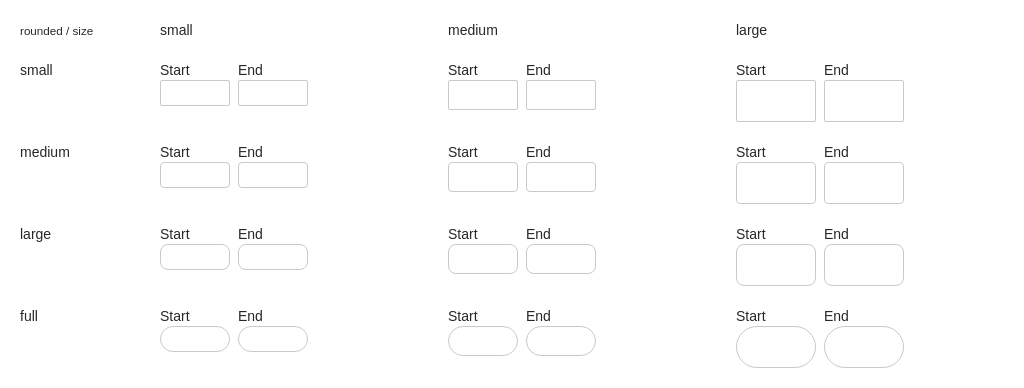 rounded / size small medium large
small Start End Start End Start End
medium Start End Start End Start End
large Start End Start End Start End
full Start End Start End Start End